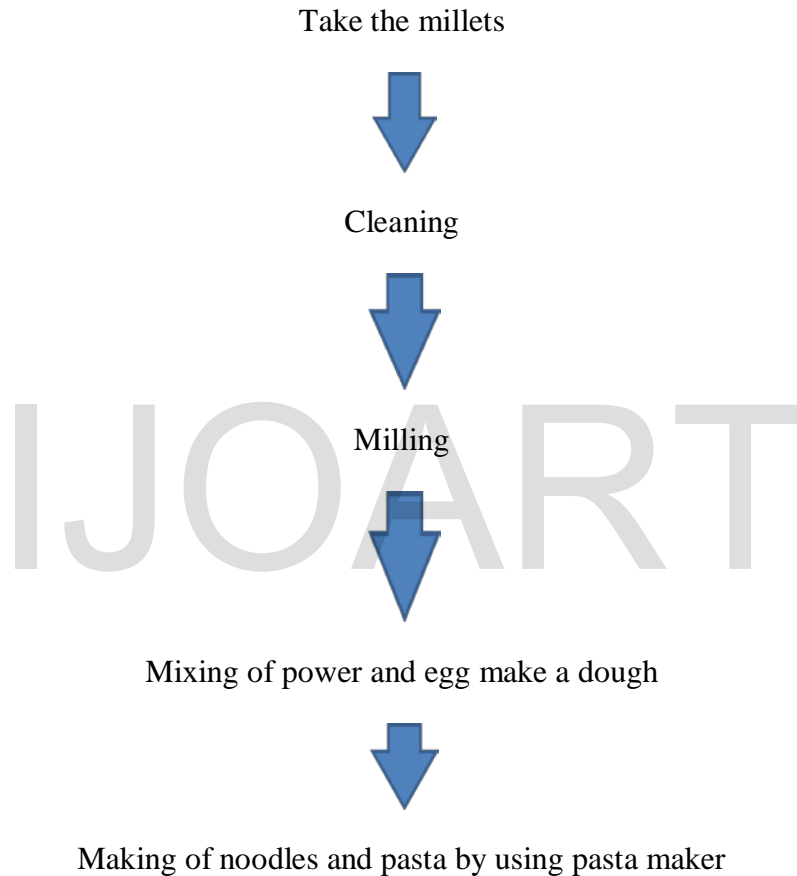 Take the millets
Cleaning
Milling
IJOART
Mixing of power and egg make a dough
Making of noodles and pasta by using pasta maker